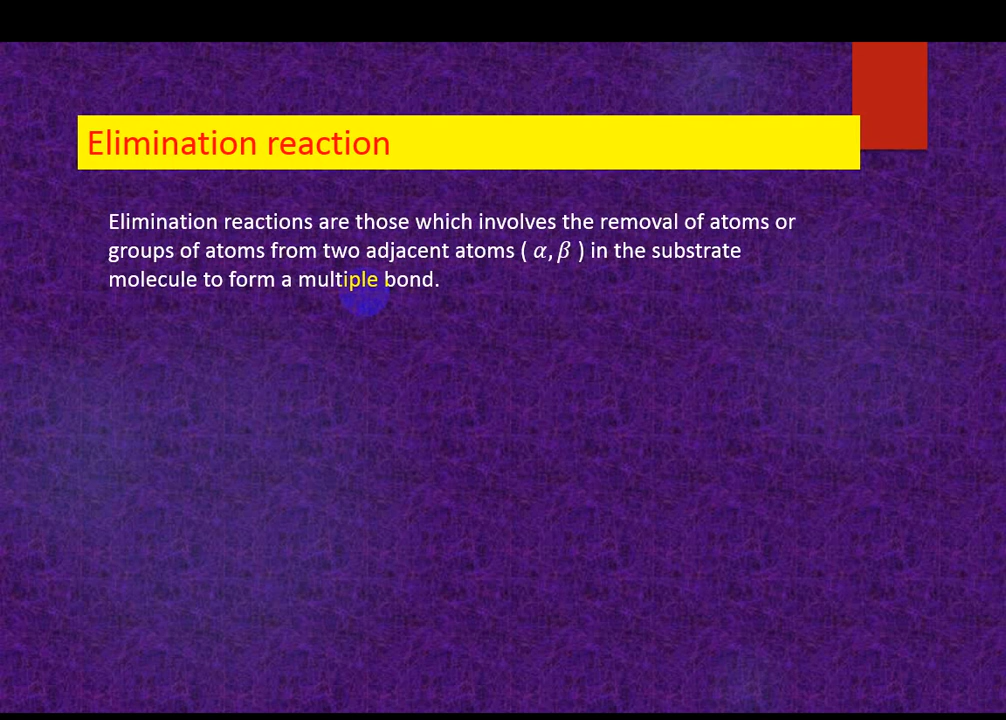 Elimination reaction
Elimination reactions are those which involves the removal of atoms or
groups of atoms from two adjacent atoms ( α, β ) in the substrate
molecule to form a multiple bond.